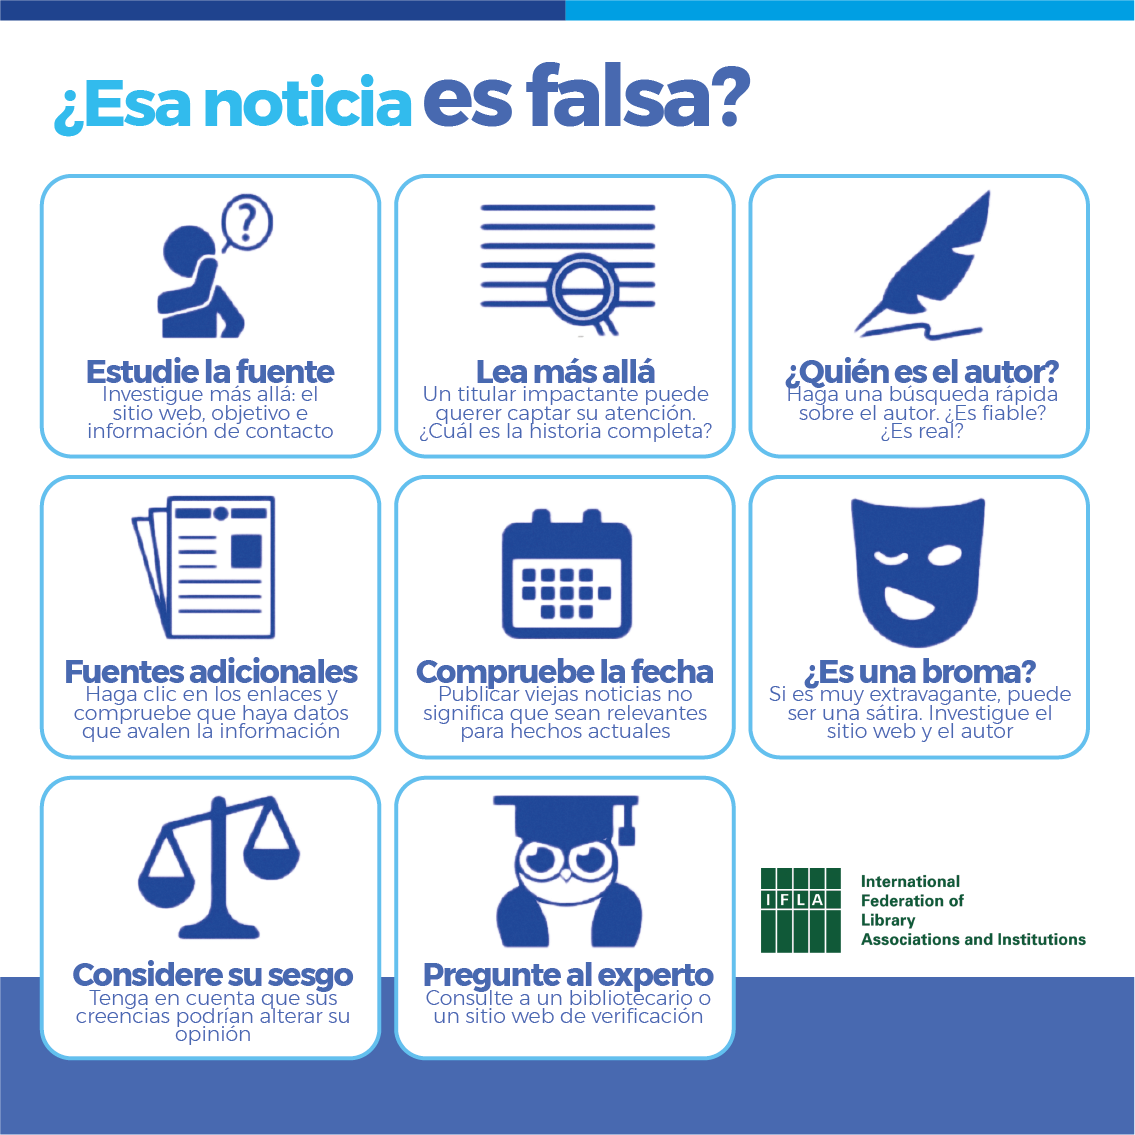 ¿Esa noticia es falsa?
?
Estudie la fuente
Investigue más allá: el
sitio web, objetivo e
información de contacto
Lea más allá
Un titular impactante puede
querer captar su atención.
¿Cuál es la historia completa?
¿Quién es el autor?
Haga una búsqueda rápida
sobre el autor. ¿Es fiable?
¿Es real?
Fuentes adicionales
Haga clic en los enlaces y
compruebe que haya datos
que avalen la información
Compruebe la fecha
Publicar viejas noticias no
significa que sean relevantes
para hechos actuales
¿Es una broma?
Si es muy extravagante, puede
ser una sátira. Investigue el
sitio web y el autor
Considere su sesgo
Tenga en cuenta que sus
creencias podrían alterar su
opinión
Pregunte al experto
Consulte a un bibliotecario o
un sitio web de verificación
IFLA
International
Federation of
Library
Associations and Institutions